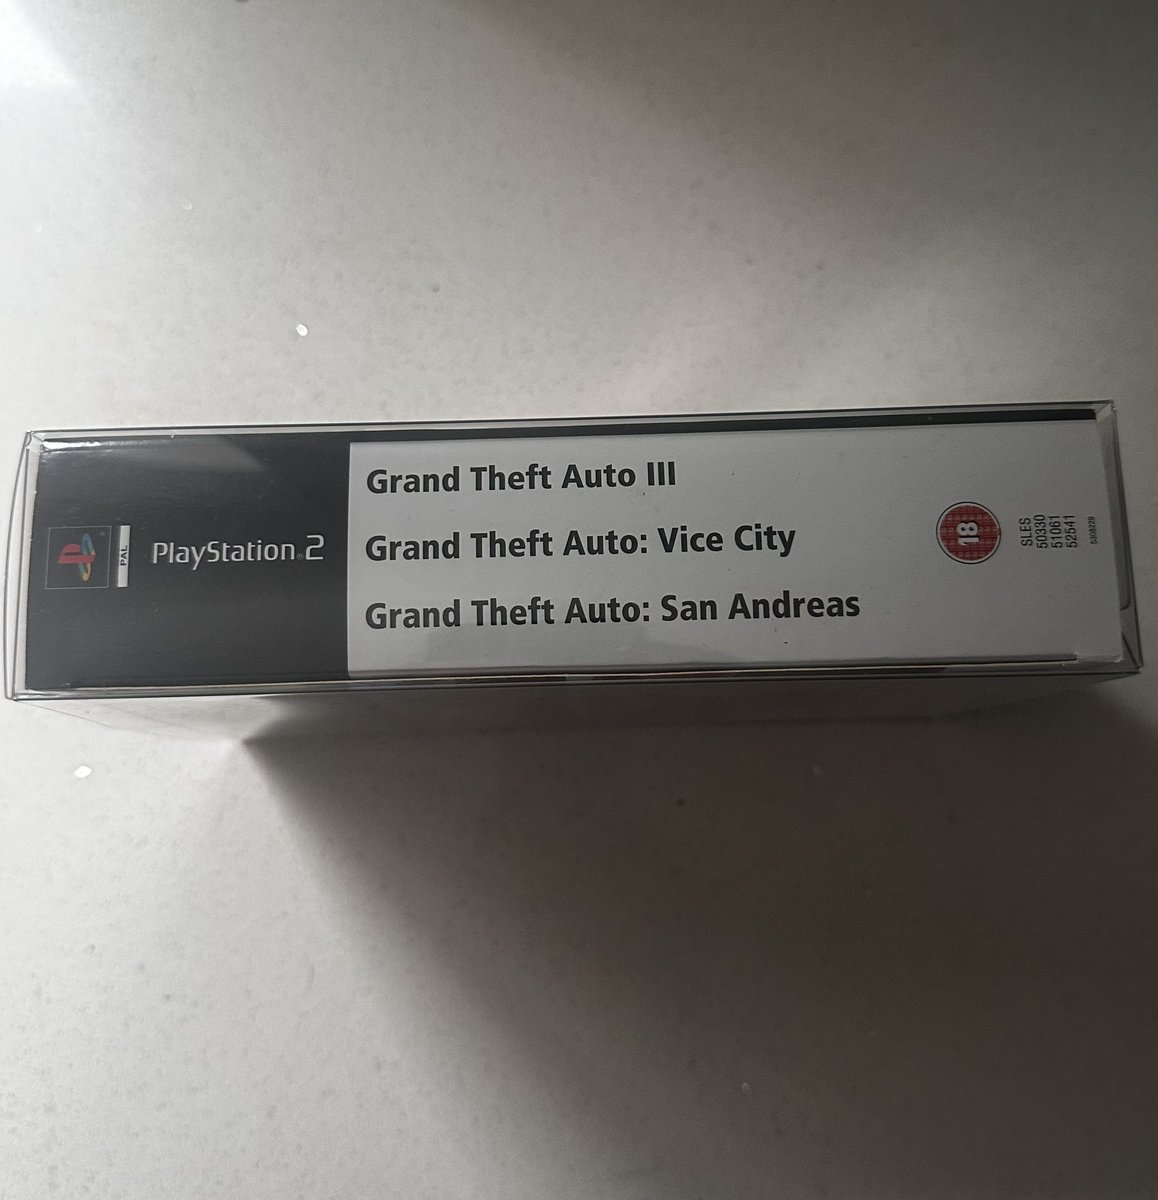 PAL
PlayStation®2
Grand Theft Auto III
Grand Theft Auto: Vice City
Grand Theft Auto: San Andreas
18
SLES
50330
51061
52541
5308229